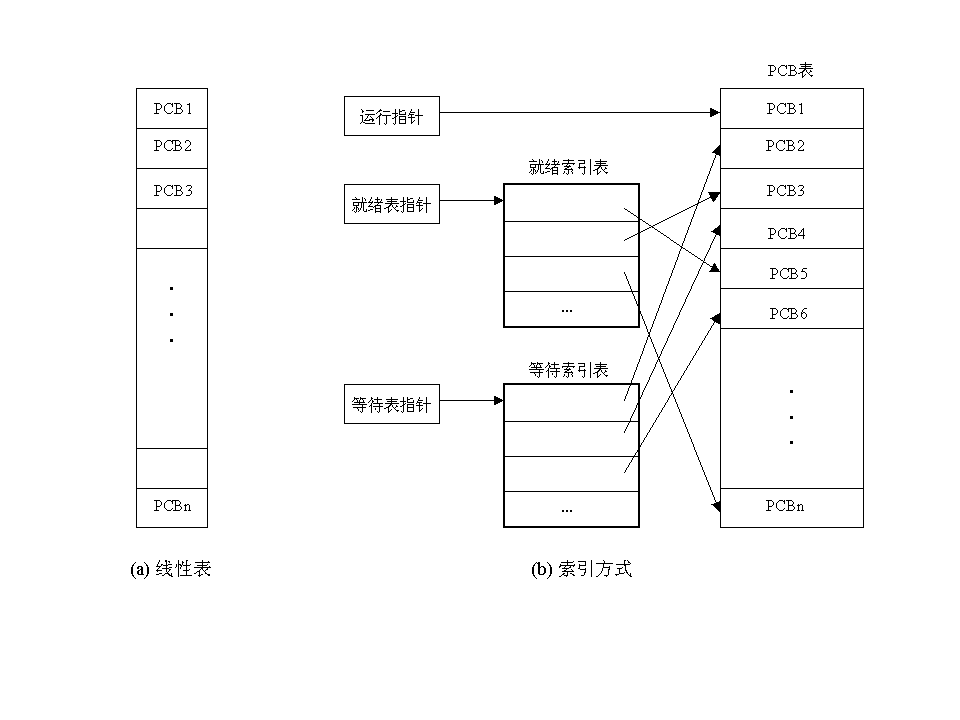 PCB1
PCB2
PCB3
.
.
.
PCBn
(a) 线性表
运行指针
就绪表指针
就绪索引表
...
等待表指针
等待索引表
...
PCB表
PCB1
PCB2
PCB3
PCB4
PCB5
PCB6
.
.
.
PCBn
(b) 索引方式